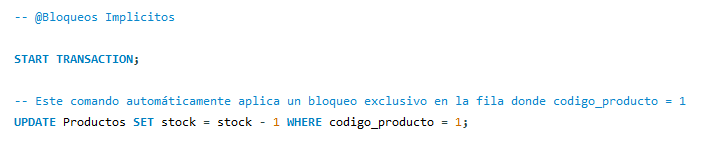 -- @Bloqueos Implicitos
START TRANSACTION;
-- Este comando automáticamente aplica un bloqueo exclusivo en la fila donde codigo_producto = 1
UPDATE Productos SET stock = stock - 1 WHERE codigo_producto = 1;